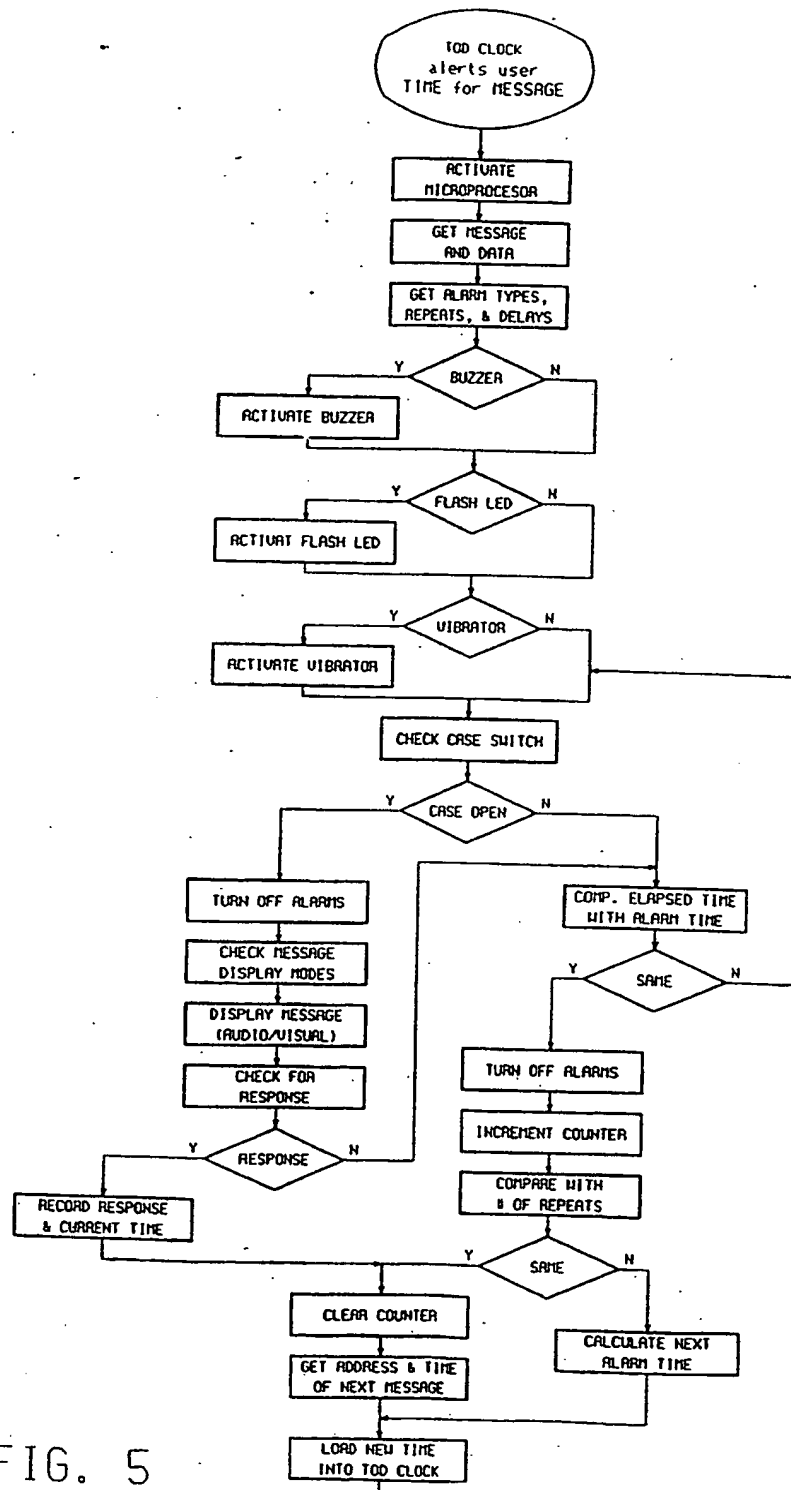 TOD CLOCK
alerts user
TIME for MESSAGE
ACTIVATE
MICROPROCESOR
GET MESSAGE
AND DATA
GET ALARM TYPES,
REPEATS, & DELAYS
Y
BUZZER
N
ACTIVATE BUZZER
Y
FLASH LED
N
ACTIVAT FLASH LED
Y
VIBRATOR
N
ACTIVATE VIBRATOR
CHECK CASE SWITCH
Y
CASE OPEN
N
TURN OFF ALARMS
COMP. ELAPSED TIME
WITH ALARM TIME
CHECK MESSAGE
DISPLAY MODES
Y
SAME
N
DISPLAY MESSAGE
(AUDIO/VISUAL)
CHECK FOR
RESPONSE
TURN OFF ALARMS
INCREMENT COUNTER
Y
RESPONSE
N
COMPARE WITH
# OF REPEATS
RECORD RESPONSE
& CURRENT TIME
Y
SAME
N
CLEAR COUNTER
CALCULATE NEXT
ALARM TIME
GET ADDRESS & TIME
OF NEXT MESSAGE
LOAD NEW TIME
INTO TOD CLOCK
FIG. 5